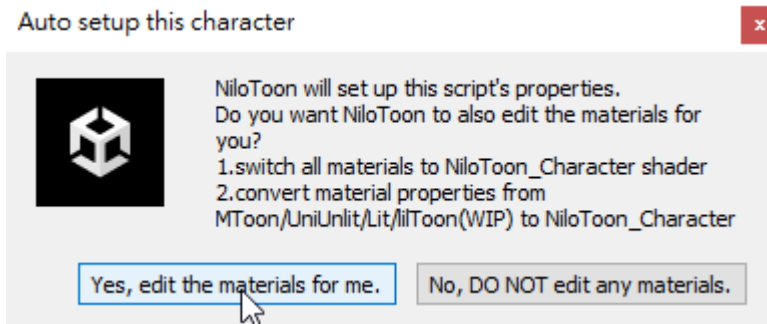 Auto setup this character
x
NiloToon will set up this script's properties.
Do you want NiloToon to also edit the materials for
you?
1.switch all materials to NiloToon_Character shader
2.convert material properties from
MToon/UniUnlit/Lit/lilToon(WIP) to NiloToon_Character
Yes, edit the materials for me.
No, DO NOT edit any materials.